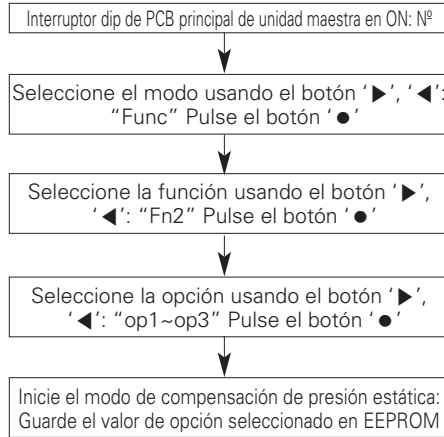 Interruptor dip de PCB principal de unidad maestra en ON: Nº
Seleccione el modo usando el botón ‘▶’, ‘◀’:
“Func” Pulse el botón ‘●’
Seleccione la función usando el botón ‘▶’,
‘◀’: “Fn2” Pulse el botón ‘●’
Seleccione la opción usando el botón ‘▶’,
‘◀’: “op1~op3” Pulse el botón ‘●’
Inicie el modo de compensación de presión estática:
Guarde el valor de opción seleccionado en EEPROM